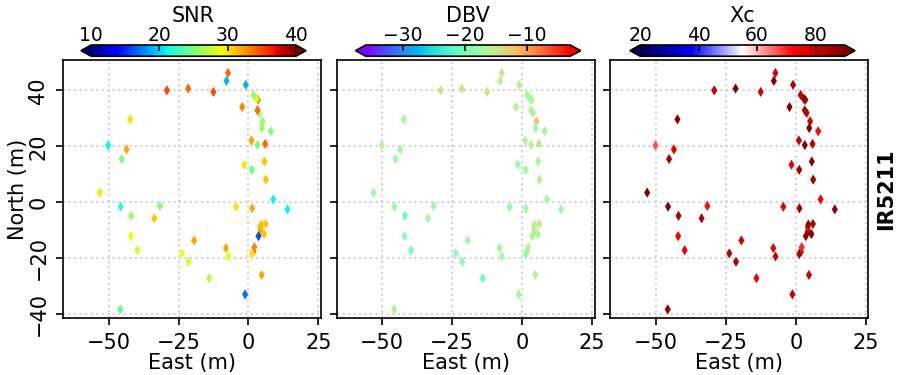 SNR DBV Xc
10 20 30 40 −30 −20 −10 20 40 60 80
40
20
0
−20
−40
North (m)
IR5211
−50 −25 0 25 −50 −25 0 25 −50 −25 0 25
East (m) East (m) East (m)